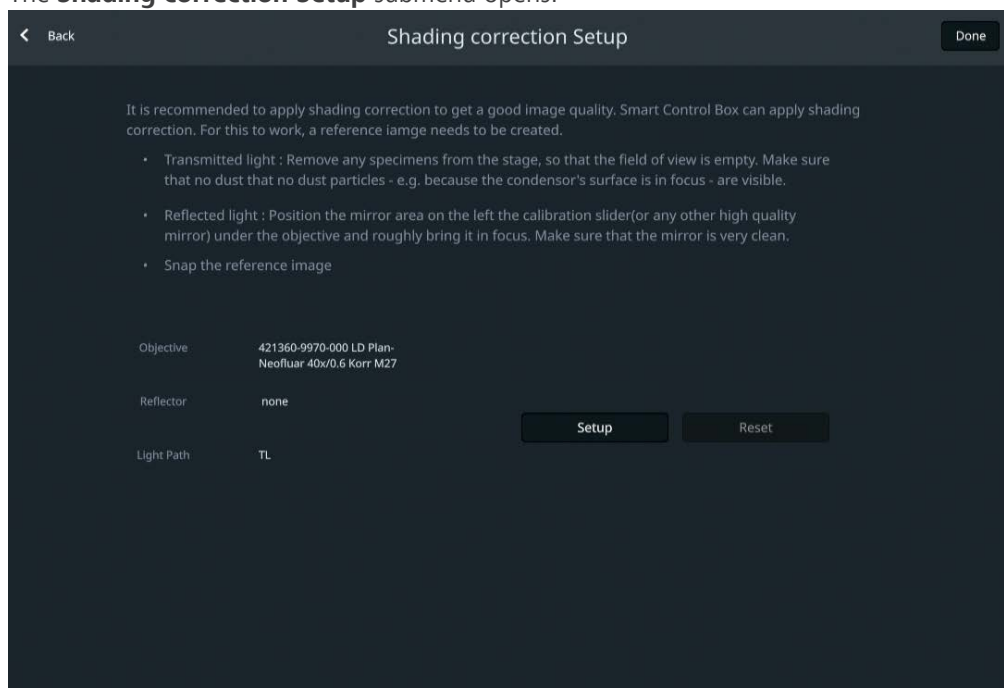 The Shading correction Setup submenu opens.
Back
Shading correction Setup
Done
It is recommended to apply shading correction to get a good image quality. Smart Control Box can apply shading
correction. For this to work, a reference iamge needs to be created.
• Transmitted light : Remove any specimens from the stage, so that the field of view is empty. Make sure
that no dust that no dust particles - e.g. because the condensor's surface is in focus - are visible.
• Reflected light : Position the mirror area on the left the calibration slider(or any other high quality
mirror) under the objective and roughly bring it in focus. Make sure that the mirror is very clean.
• Snap the reference image
Objective
421360-9970-000 LD Plan-
Neofluar 40x/0.6 Korr M27
Reflector
none
Setup
Reset
Light Path
TL